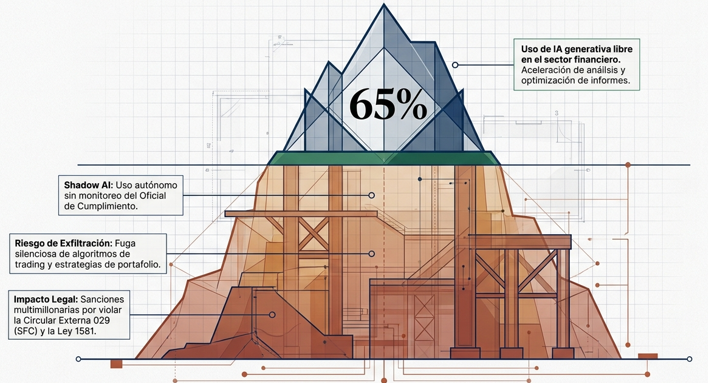 65%
Uso de IA generativa libre
en el sector financiero.
Aceleración de análisis y
optimización de informes.
Shadow AI: Uso autónomo
sin monitoreo del Oficial
de Cumplimiento.
Riesgo de Exfiltración: Fuga
silenciosa de algoritmos de
trading y estrategias de portafolio.
Impacto Legal: Sanciones
multimillonarias por violar
la Circular Externa 029
(SFC) y la Ley 1581.